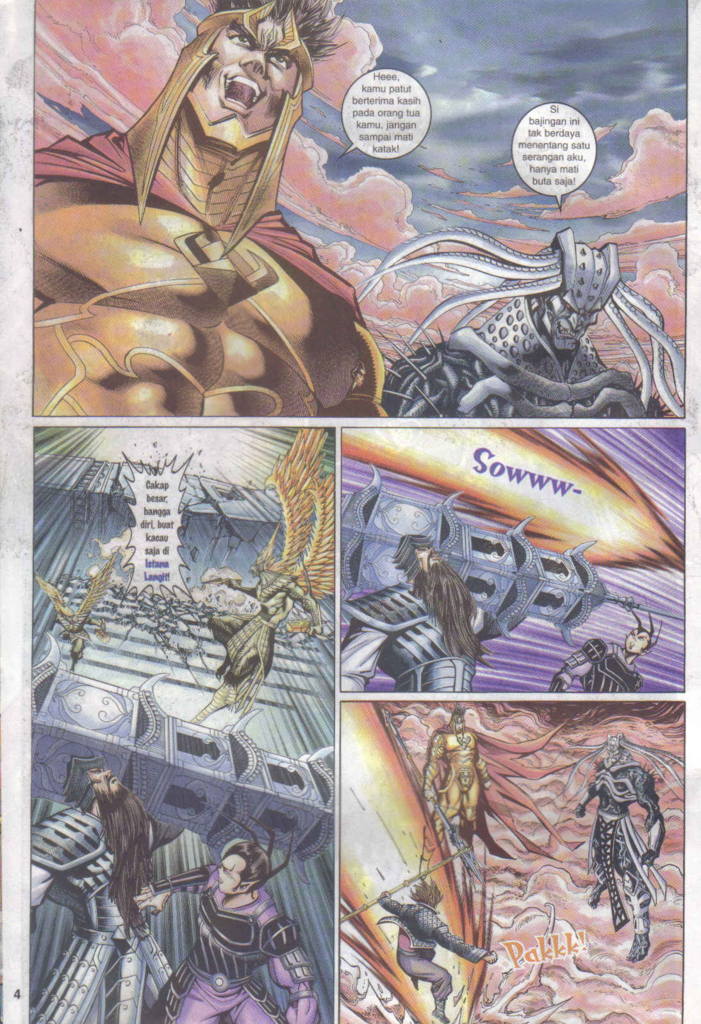 Heee,
kamu patut
berterima kasih
pada orang tua
kamu, jangan
sampai mati
katak!
Si
bajingan ini
tak berdaya
menentang satu
serangan aku,
hanya mati
buta saja!
Cakap
besar,
bangga
diri, buat
kacau
saja di
Istana
Langit!
Sowww-
Pakkk!
4